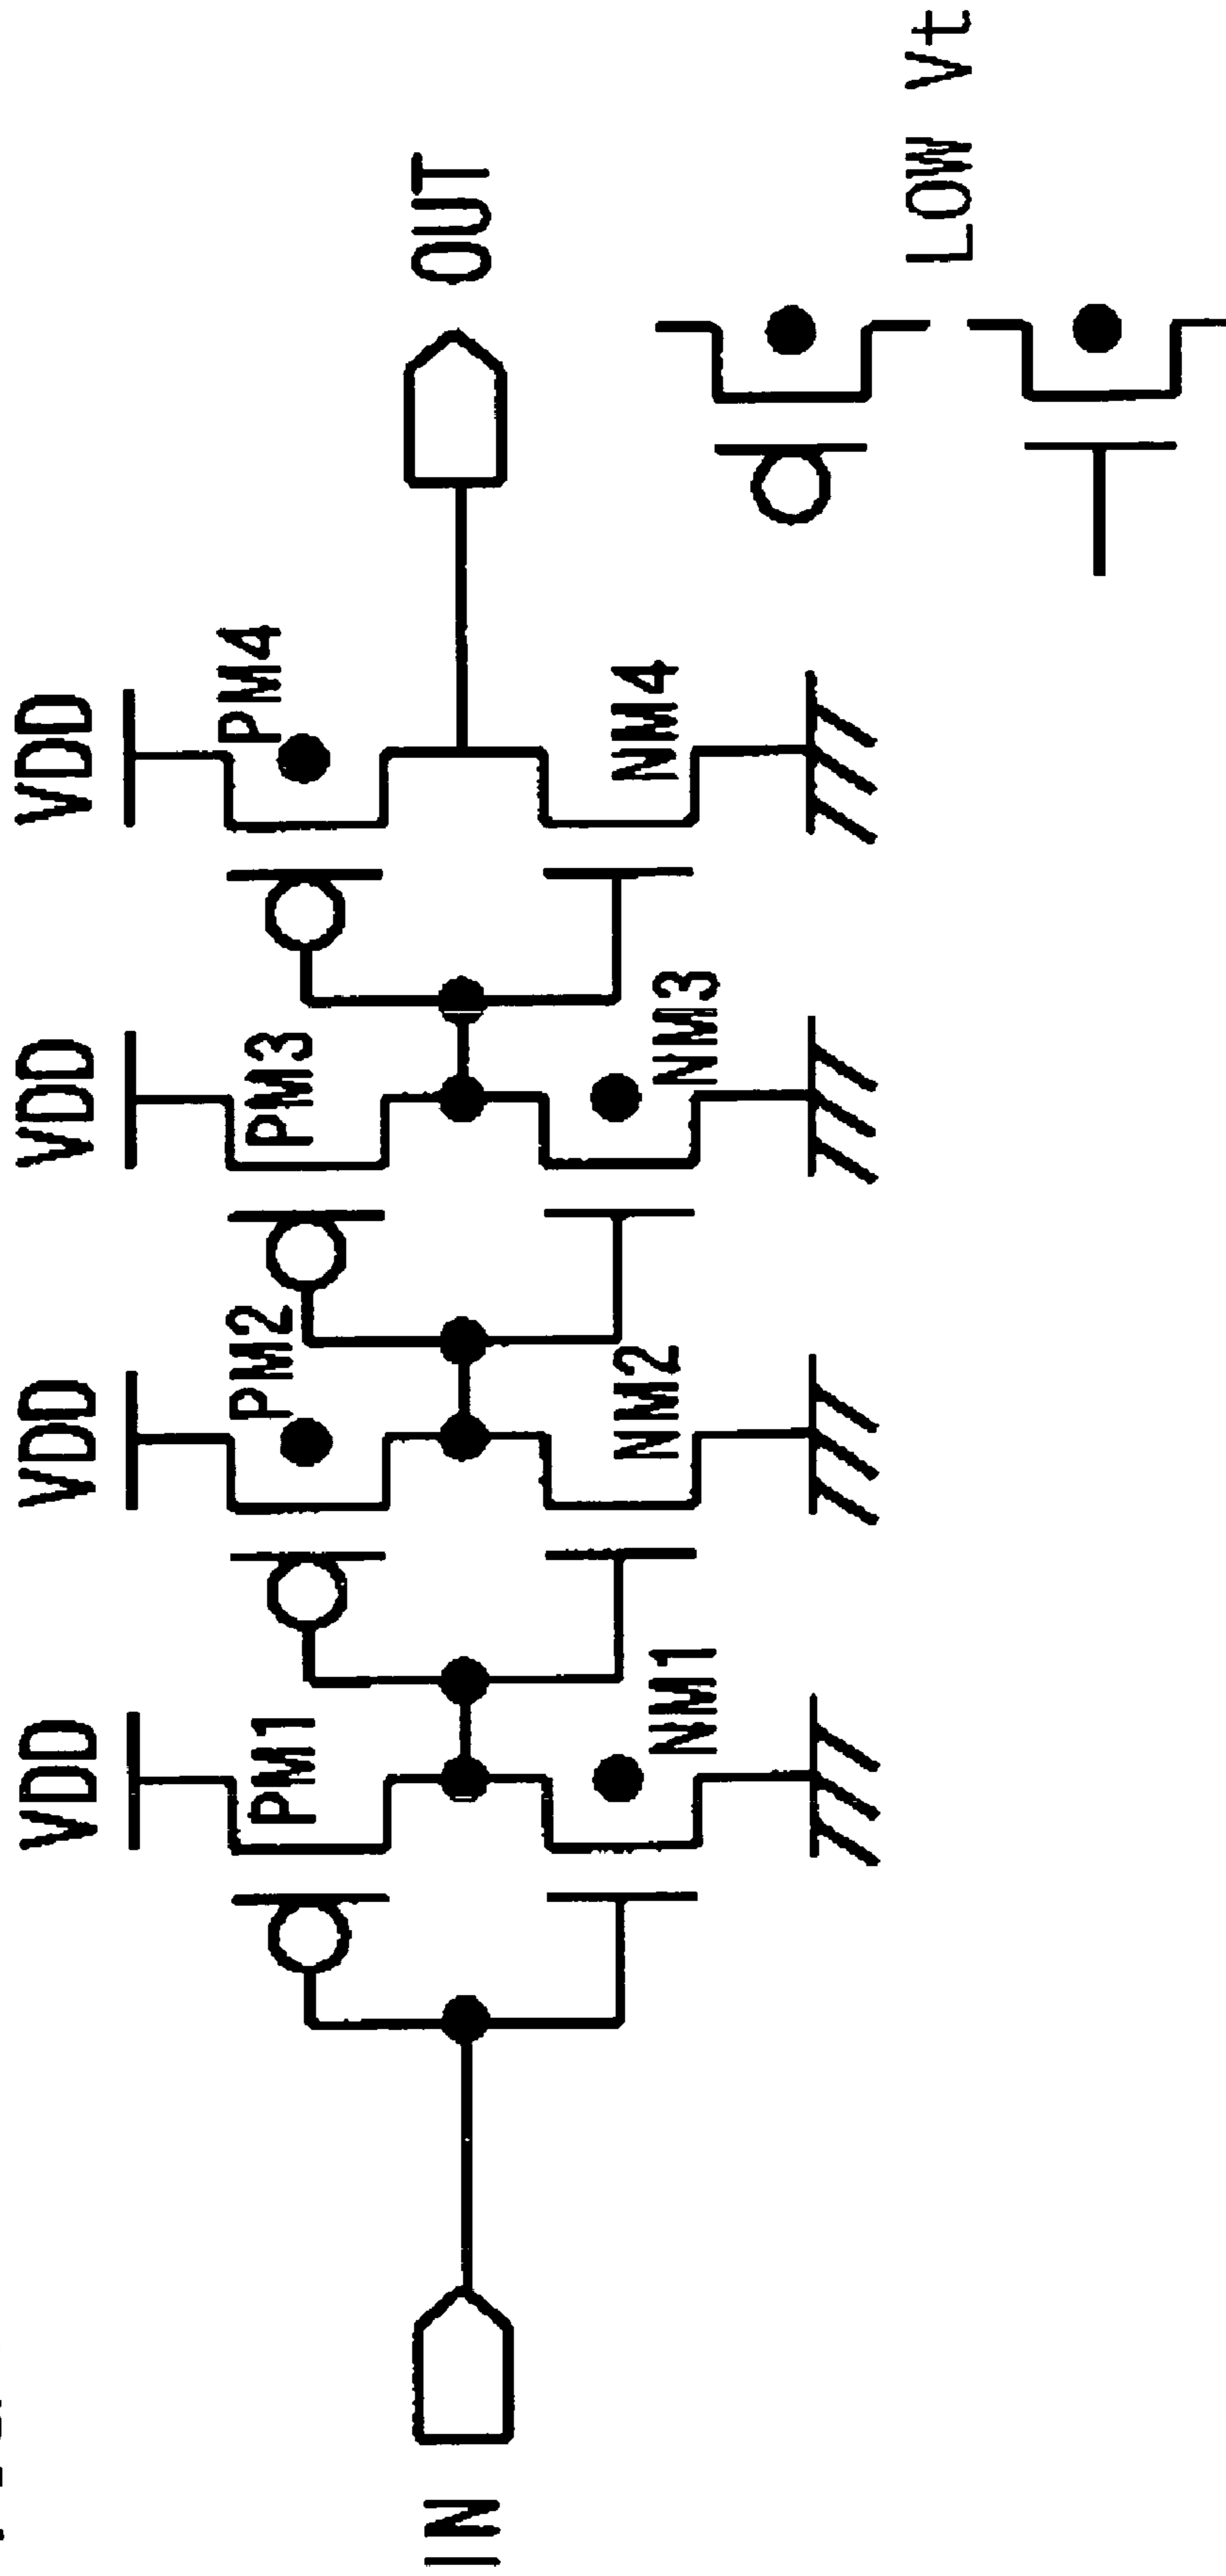 VDD VDD VDD VDD
PM1 PM2 PM3 PM4
IN OUT
NM1 NM2 NM3 NM4
LOW Vt